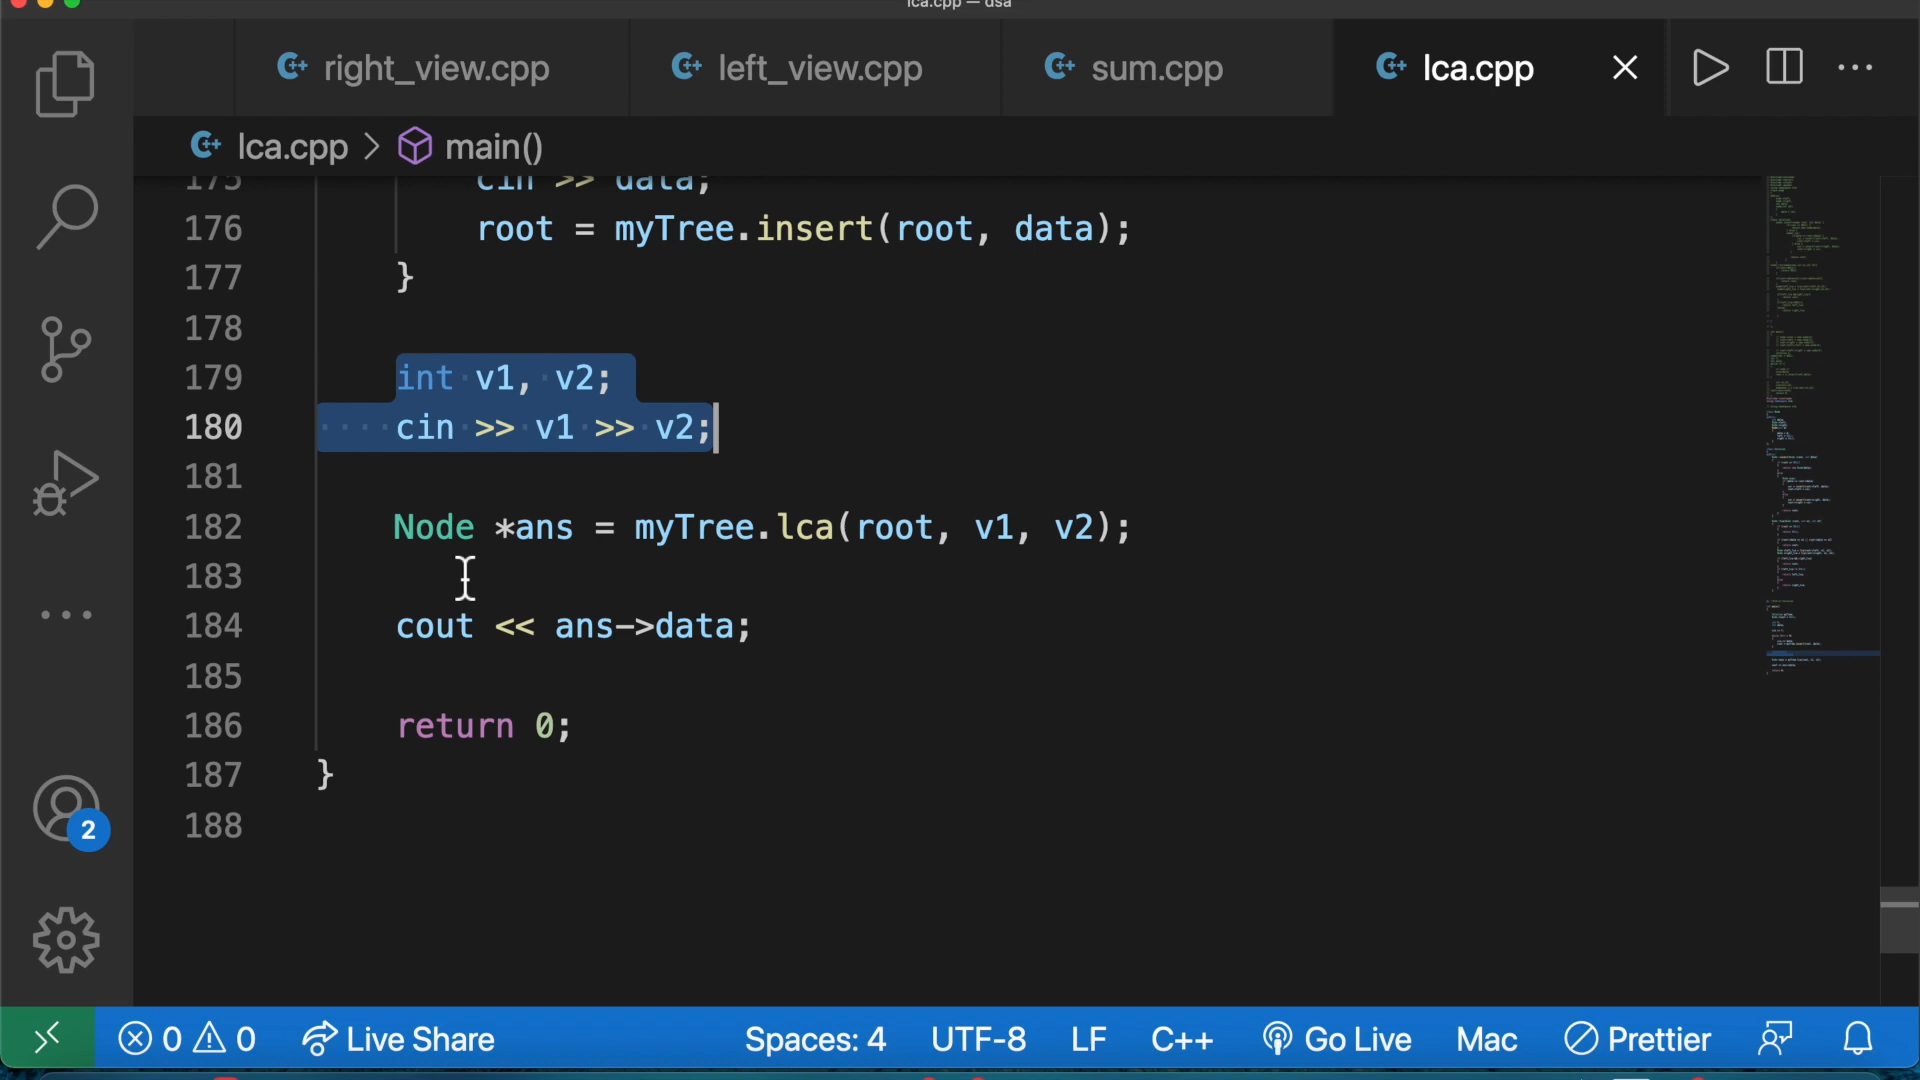 lca.cpp — dsa
right_view.cpp left_view.cpp sum.cpp lca.cpp
lca.cpp > main()
175 cin >> data;
176 root = myTree.insert(root, data);
177 }
178
179 int v1, v2;
180 cin >> v1 >> v2;
181
182 Node *ans = myTree.lca(root, v1, v2);
183
184 cout << ans->data;
185
186 return 0;
187 }
188
2
0 0 Live Share Spaces: 4 UTF-8 LF C++ Go Live Mac Prettier